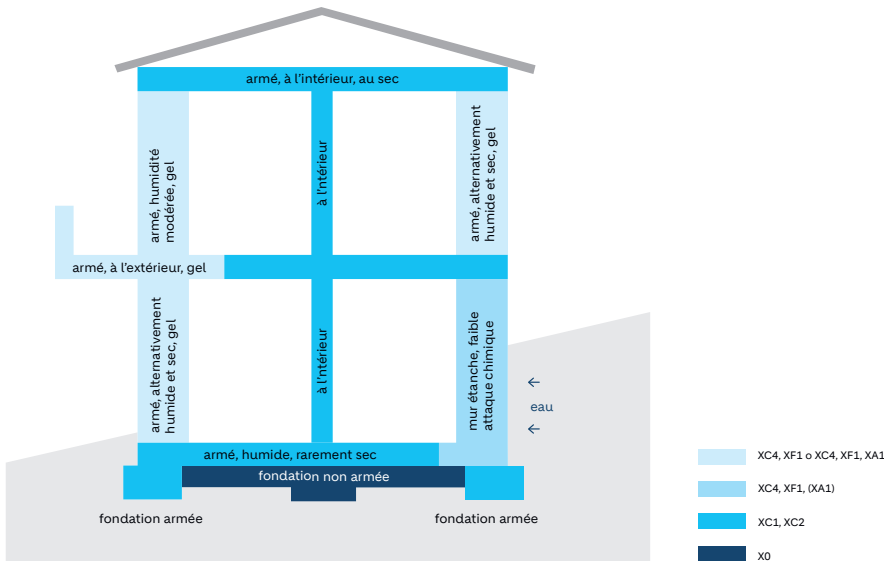 armé, à l'intérieur, au sec
armé, humidité
modérée, gel
à l'ntérieur
armé, alternativement
humide et sec, gel
armé, à l'extérieur, gel
armé, alternativement
humide et sec, gel
à l'ntérieur
mur étanche, faible
attaque chimique
eau
armé, humide, rarement sec
fondation non armée
fondation armée
fondation armée
XC4, XF1 o XC4, XF1, XA1
XC4, XF1, (XA1)
XC1, XC2
X0